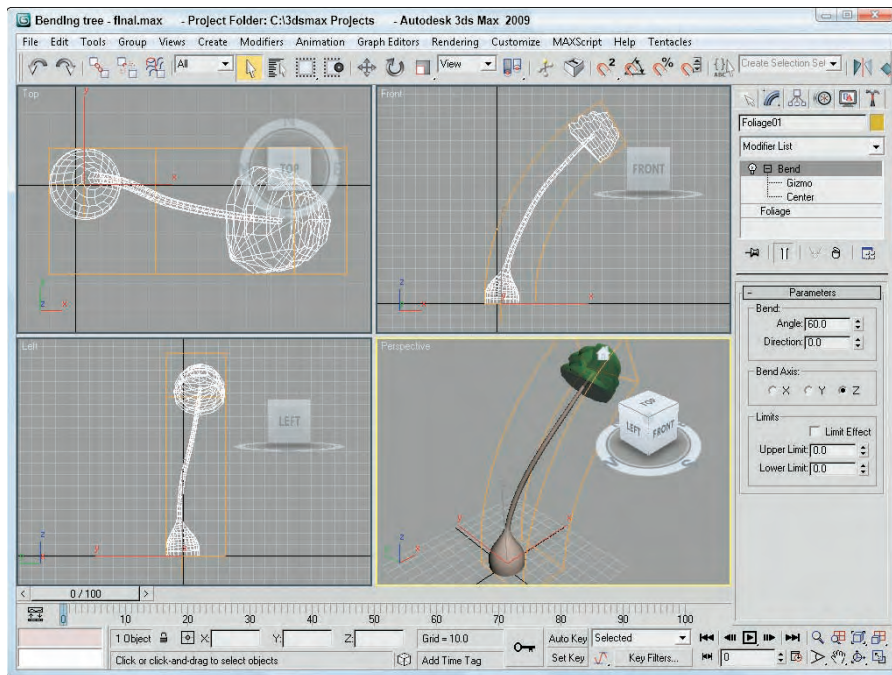 Bending tree - final.max - Project Folder: C:\3dsmax Projects - Autodesk 3ds Max 2009
File Edit Tools Group Views Create Modifiers Animation Graph Editors Rendering Customize MAXScript Help Tentacles
All View Create Selection Set
Top
Front
TOP
FRONT
Foliage01
Modifier List
Bend
Gizmo
Center
Foliage
Parameters
Bend:
Angle: 60.0
Direction: 0.0
Bend Axis:
X Y Z
Limits
Limit Effect
Upper Limit: 0.0
Lower Limit: 0.0
Left
Perspective
LEFT
TOP
LEFT FRONT
0 / 100
0 10 20 30 40 50 60 70 80 90 100
1 Object X: Y: Z: Grid = 10.0 Auto Key Selected
Click or click-and-drag to select objects Add Time Tag Set Key Key Filters... 0